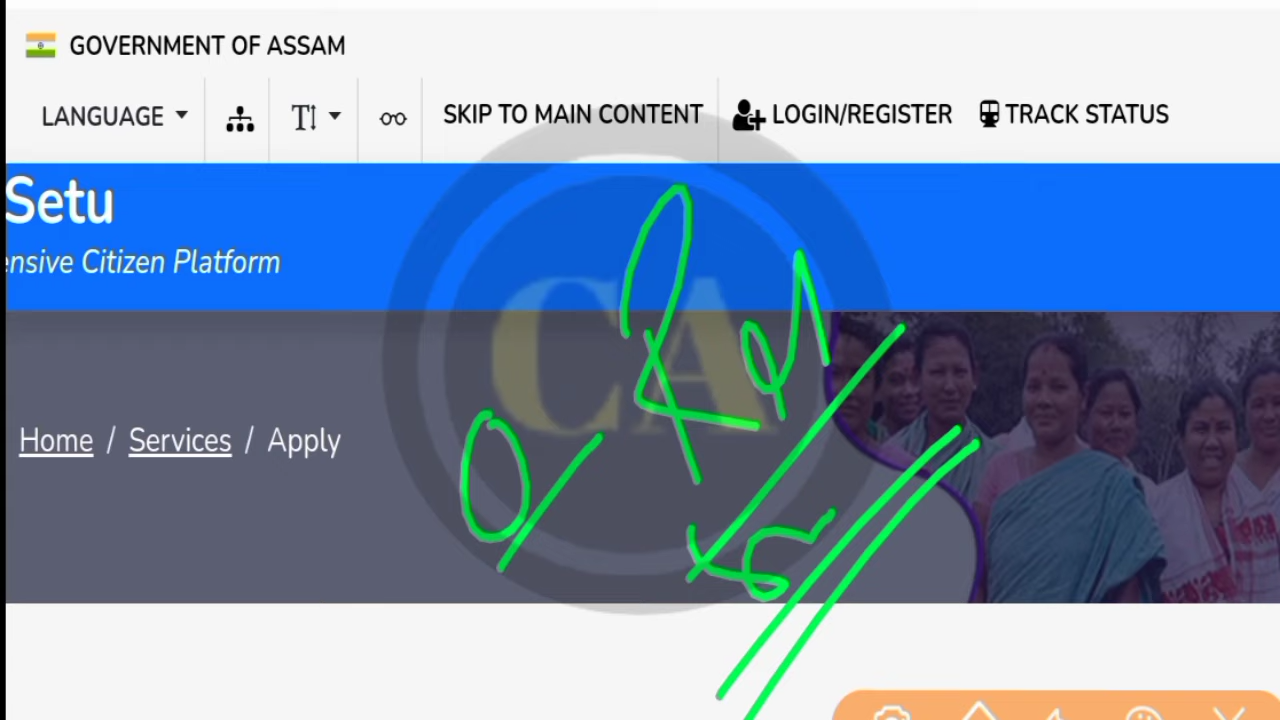 GOVERNMENT OF ASSAM
LANGUAGE SKIP TO MAIN CONTENT LOGIN/REGISTER TRACK STATUS
Setu
ensive Citizen Platform
CA
Home / Services / Apply